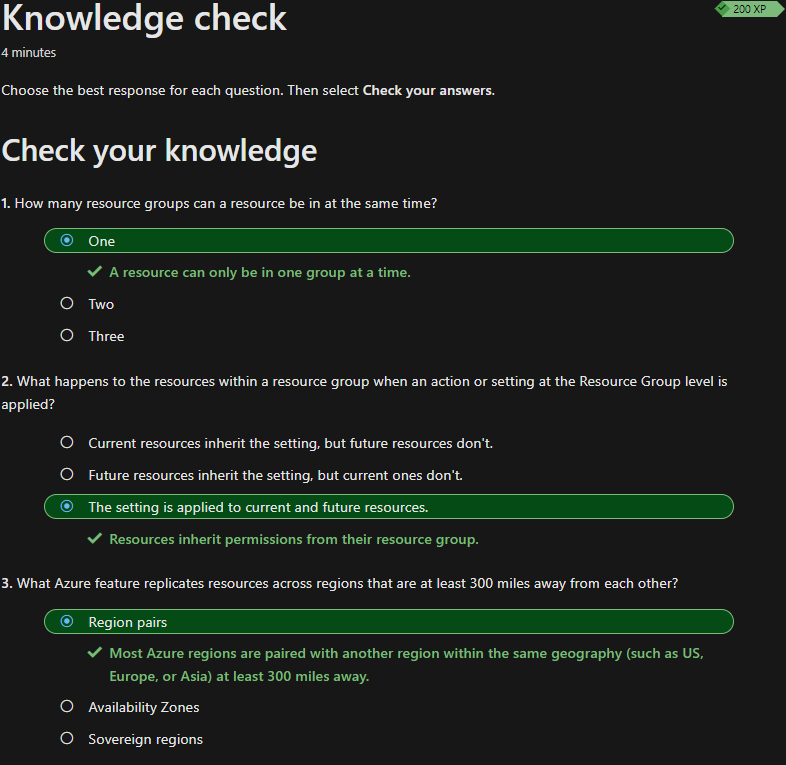 Knowledge check
200 XP
4 minutes
Choose the best response for each question. Then select Check your answers.
Check your knowledge
1. How many resource groups can a resource be in at the same time?
One
A resource can only be in one group at a time.
Two
Three
2. What happens to the resources within a resource group when an action or setting at the Resource Group level is
applied?
Current resources inherit the setting, but future resources don't.
Future resources inherit the setting, but current ones don't.
The setting is applied to current and future resources.
Resources inherit permissions from their resource group.
3. What Azure feature replicates resources across regions that are at least 300 miles away from each other?
Region pairs
Most Azure regions are paired with another region within the same geography (such as US,
Europe, or Asia) at least 300 miles away.
Availability Zones
Sovereign regions